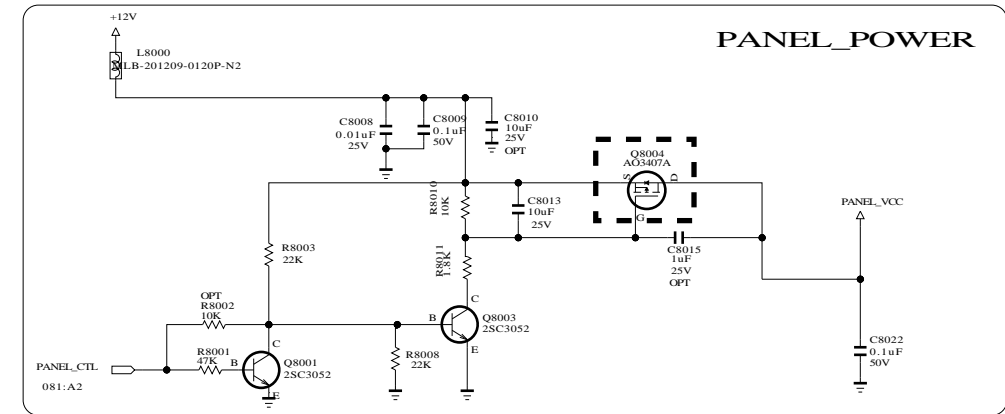 +12V
PANEL_POWER
L8000
MLB-201209-0120P-N2
C8008
0.01uF
25V
C8009
0.1uF
50V
C8010
10uF
25V
OPT
Q8004
AO3407A
S
D
G
R8010
10K
C8013
10uF
25V
PANEL_VCC
R8003
22K
R8011
1.8K
C8015
1uF
25V
OPT
OPT
R8002
10K
C
B
Q8003
2SC3052
E
R8001
47K
C
B
Q8001
2SC3052
E
R8008
22K
C8022
0.1uF
50V
PANEL_CTL
081:A2